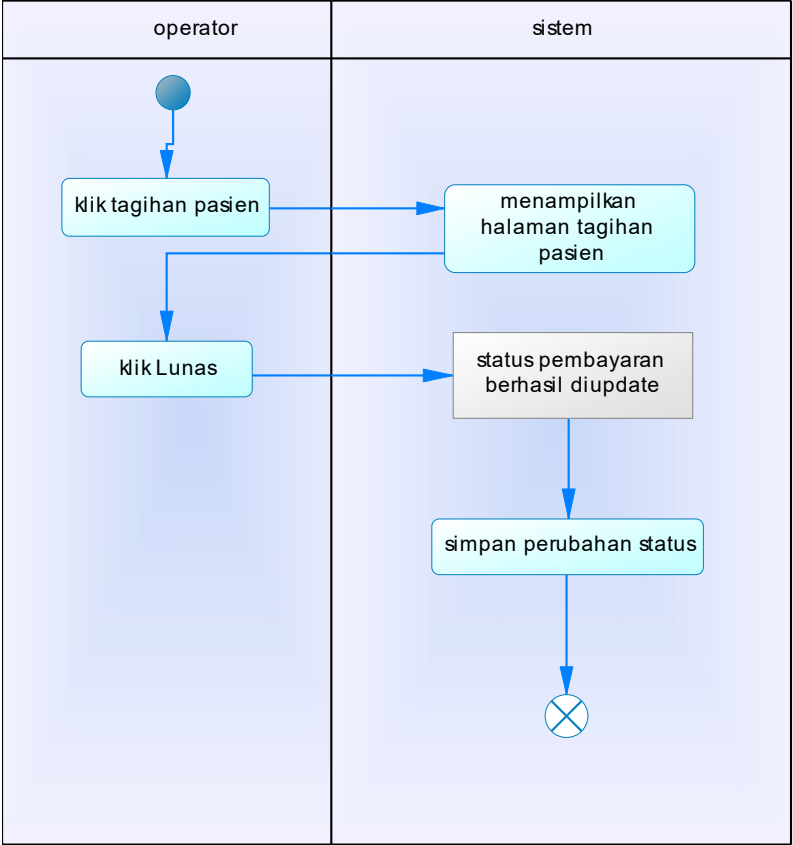 operator
sistem
klik tagihan pasien
menampilkan
halaman tagihan
pasien
klik Lunas
status pembayaran
berhasil diupdate
simpan perubahan status